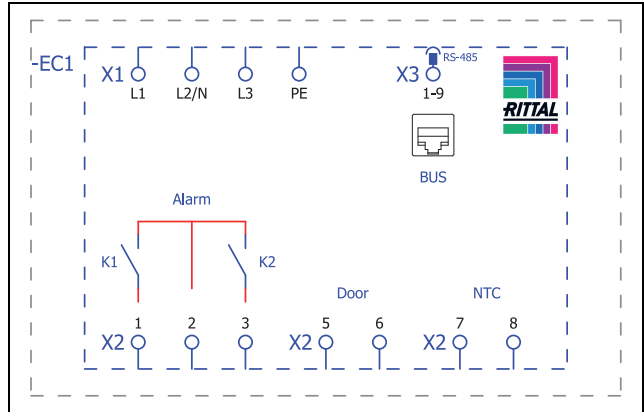 -EC1
X1
L1
L2/N
L3
PE
X3
RS-485
1-9
RITTAL
BUS
Alarm
K1
K2
Door
NTC
X2
1
2
3
X2
5
6
X2
7
8